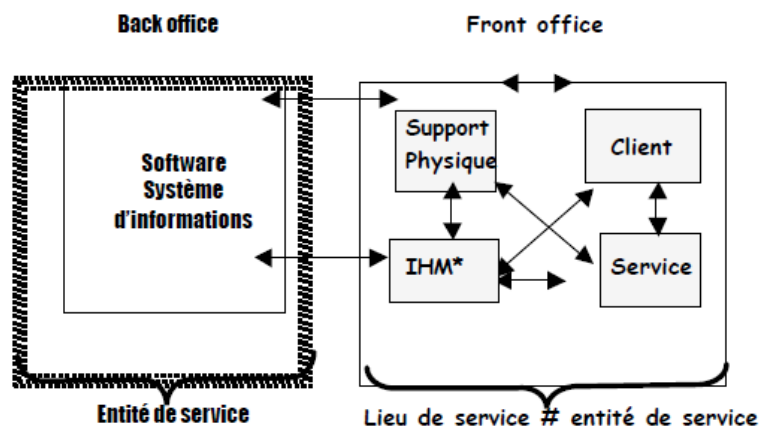 Back office
Front office
Software
Système
d'informations
Support
Physique
Client
IHM*
Service
Entité de service
Lieu de service # entité de service